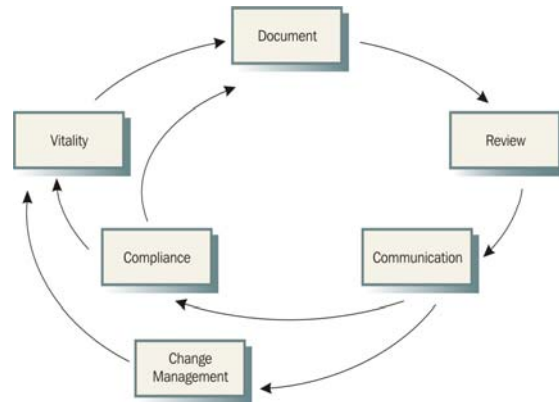 Document
Vitality
Review
Compliance
Communication
Change
Management